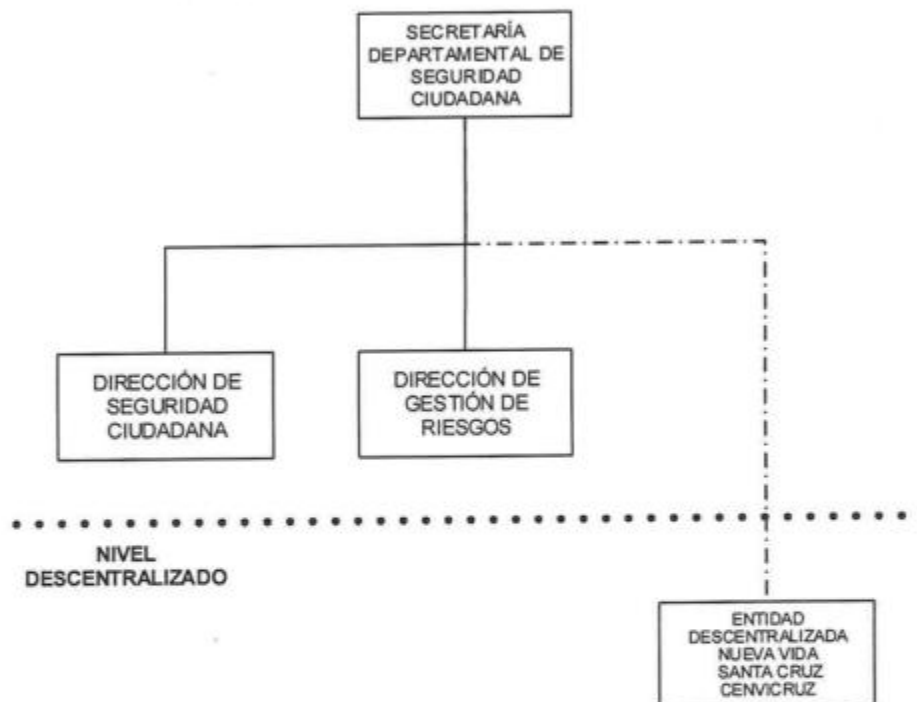 SECRETARÍA
DEPARTAMENTAL DE
SEGURIDAD
CIUDADANA
DIRECCIÓN DE
SEGURIDAD
CIUDADANA
DIRECCIÓN DE
GESTIÓN DE
RIESGOS
NIVEL
DESCENTRALIZADO
ENTIDAD
DESCENTRALIZADA
NUEVA VIDA
SANTA CRUZ
CENVICRUZ